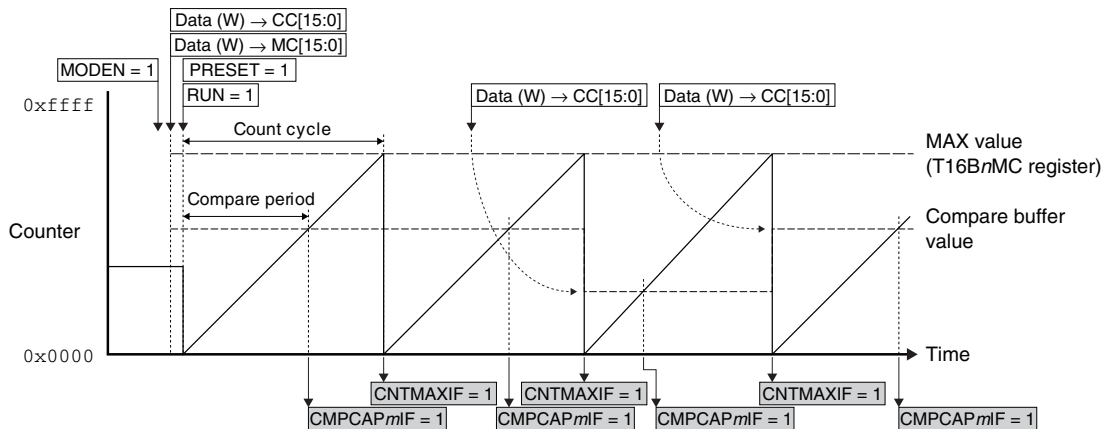 Data (W) → CC[15:0]
Data (W) → MC[15:0]
MODEN = 1
PRESET = 1
RUN = 1
Data (W) → CC[15:0]
Data (W) → CC[15:0]
0xffff
Count cycle
MAX value
(T16BnMC register)
Compare period
Compare buffer
value
Counter
0x0000
Time
CNTMAXIF = 1
CNTMAXIF = 1
CNTMAXIF = 1
CMPCAPmIF = 1
CMPCAPmIF = 1
CMPCAPmIF = 1
CMPCAPmIF = 1